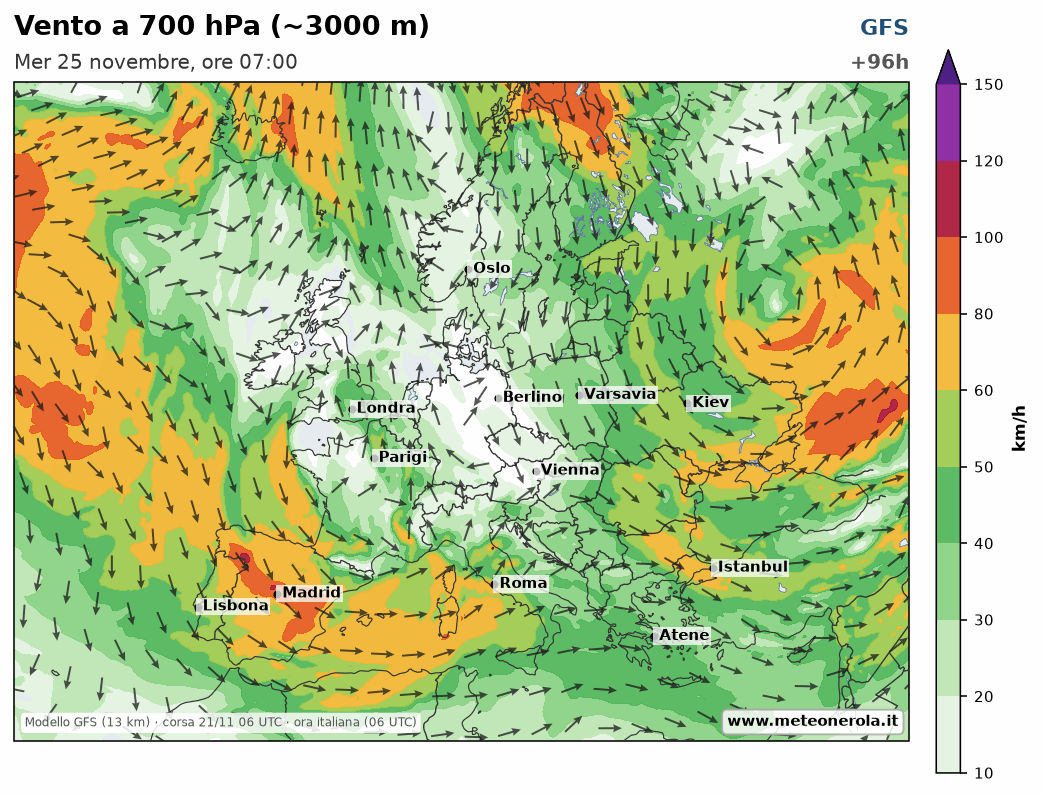 Vento a 700 hPa (~3000 m)
GFS
Mer 25 novembre, ore 07:00
+96h
150
120
100
80
60
50
40
30
20
10
km/h
Oslo
Berlino
Varsavia
Londra
Kiev
Parigi
Vienna
Istanbul
Roma
Madrid
Lisbona
Atene
Modello GFS (13 km) · corsa 21/11 06 UTC · ora italiana (06 UTC)
www.meteonerola.it